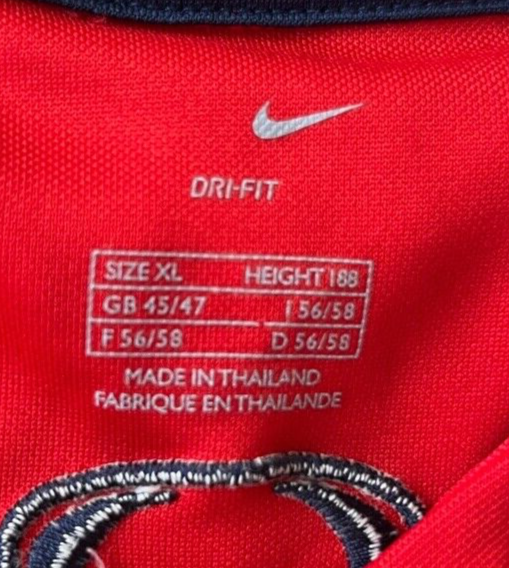 DRI-FIT
SIZE XL HEIGHT 188
GB 45/47 I 56/58
F 56/58 D 56/58
MADE IN THAILAND
FABRIQUE EN THAILANDE